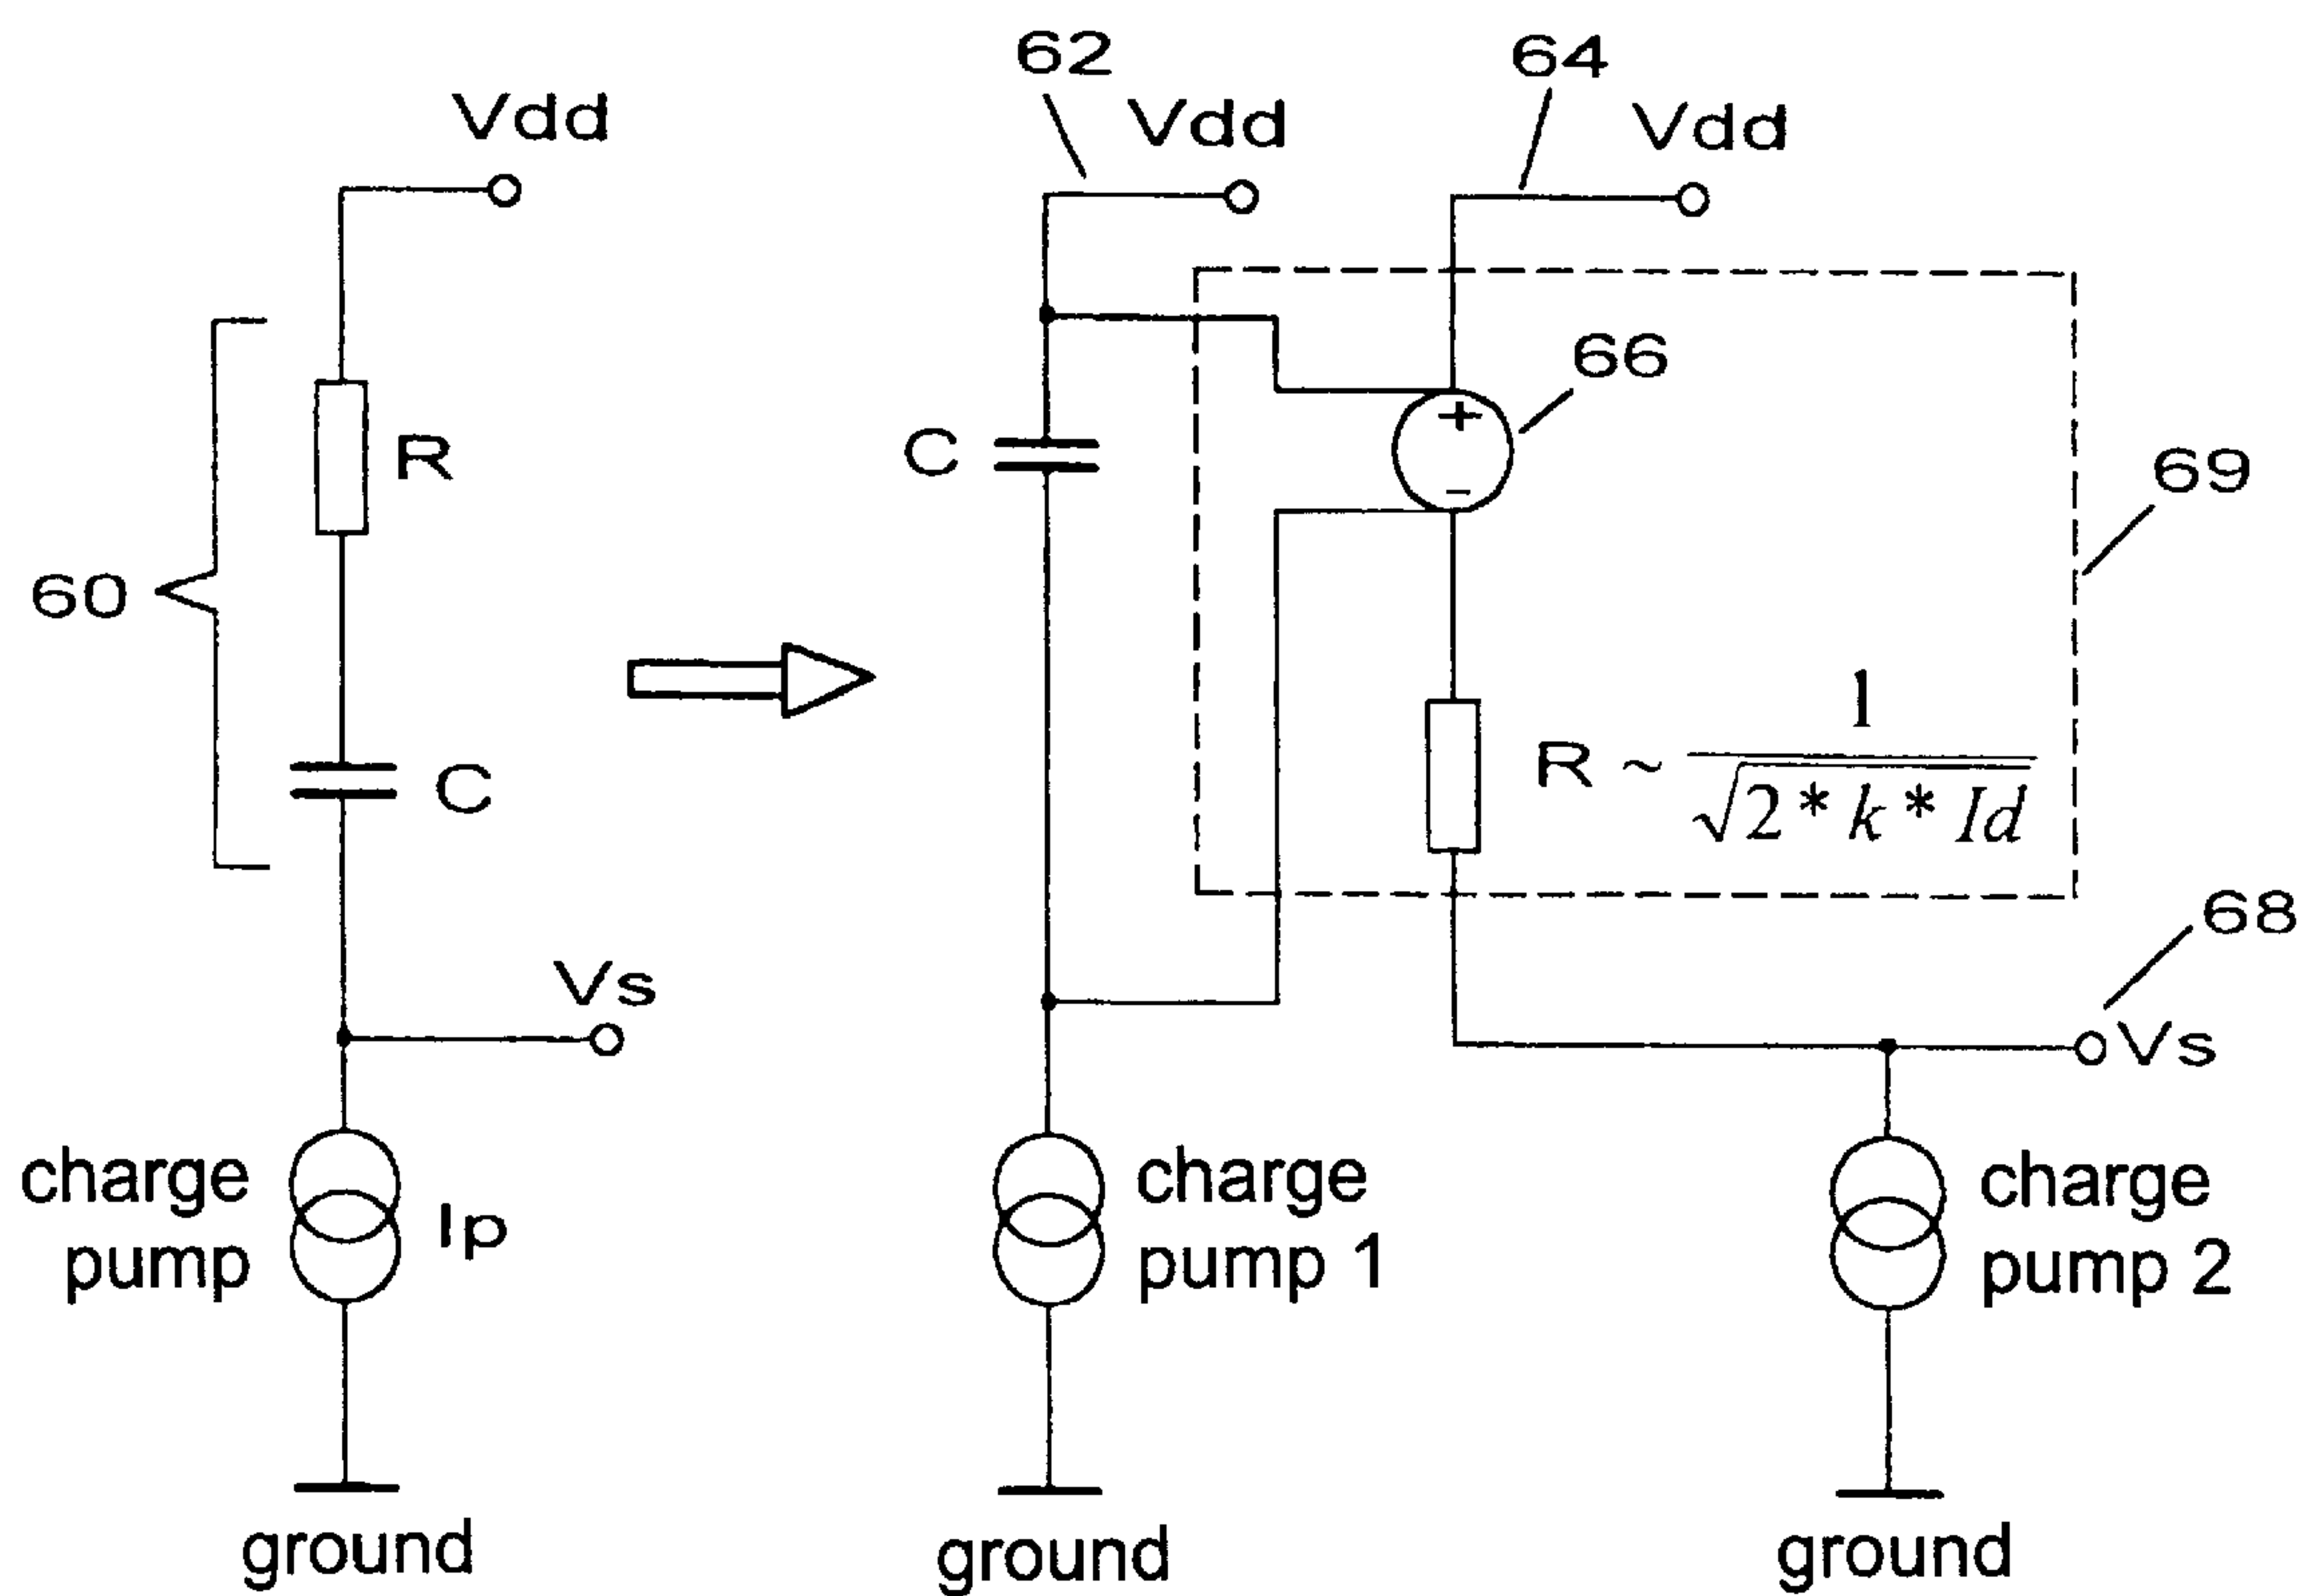 62
64
Vdd
Vdd
Vdd
66
R
C
69
60
R ~ 1/√2 * k * Id
C
68
Vs
Vs
charge
pump
Ip
charge
pump 1
charge
pump 2
ground
ground
ground